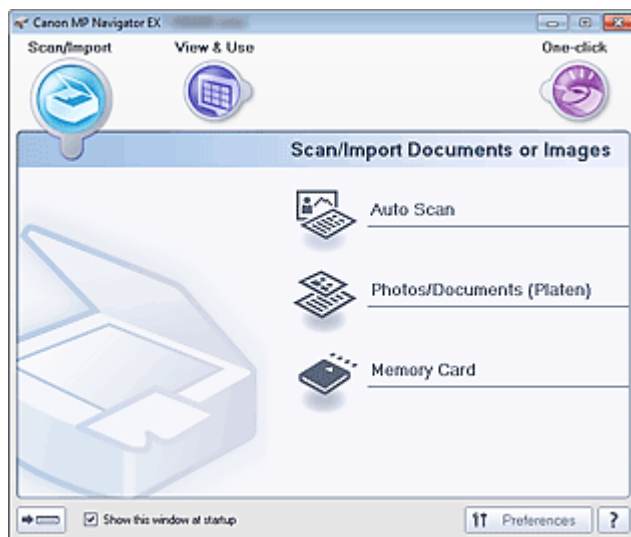 Canon MP Navigator EX
Scan/Import
View & Use
One-click
Scan/Import Documents or Images
Auto Scan
Photos/Documents (Platen)
Memory Card
Show this window at startup
Preferences
?